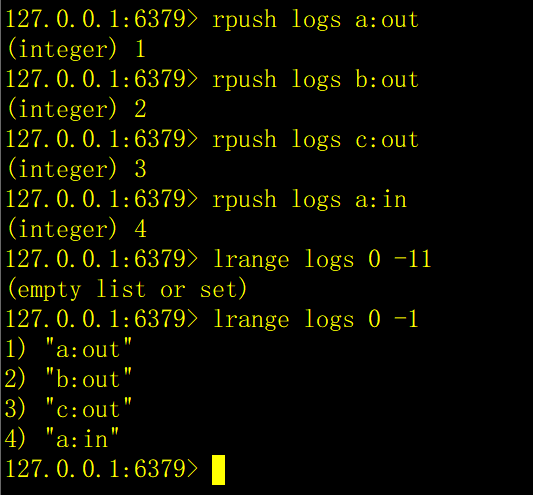 127.0.0.1:6379> rpush logs a:out
(integer) 1
127.0.0.1:6379> rpush logs b:out
(integer) 2
127.0.0.1:6379> rpush logs c:out
(integer) 3
127.0.0.1:6379> rpush logs a:in
(integer) 4
127.0.0.1:6379> lrange logs 0 -11
(empty list or set)
127.0.0.1:6379> lrange logs 0 -1
1) "a:out"
2) "b:out"
3) "c:out"
4) "a:in"
127.0.0.1:6379>